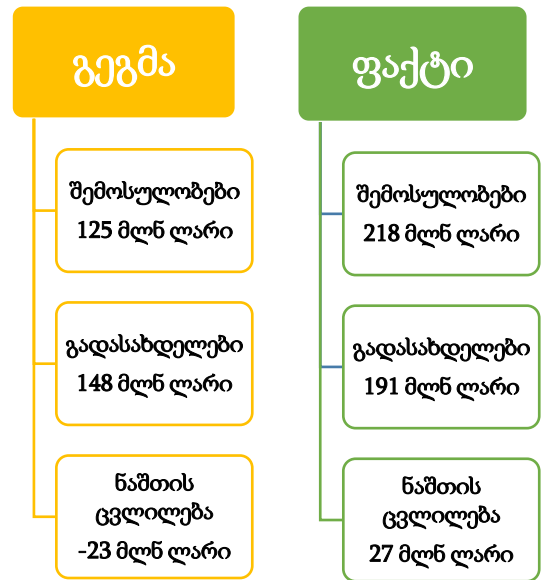 გეგმა
შემოსულობები
125 მლნ ლარი
გადასახდელები
148 მლნ ლარი
ნაშთის
ცვლილება
-23 მლნ ლარი
ფაქტი
შემოსულობები
218 მლნ ლარი
გადასახდელები
191 მლნ ლარი
ნაშთის
ცვლილება
27 მლნ ლარი